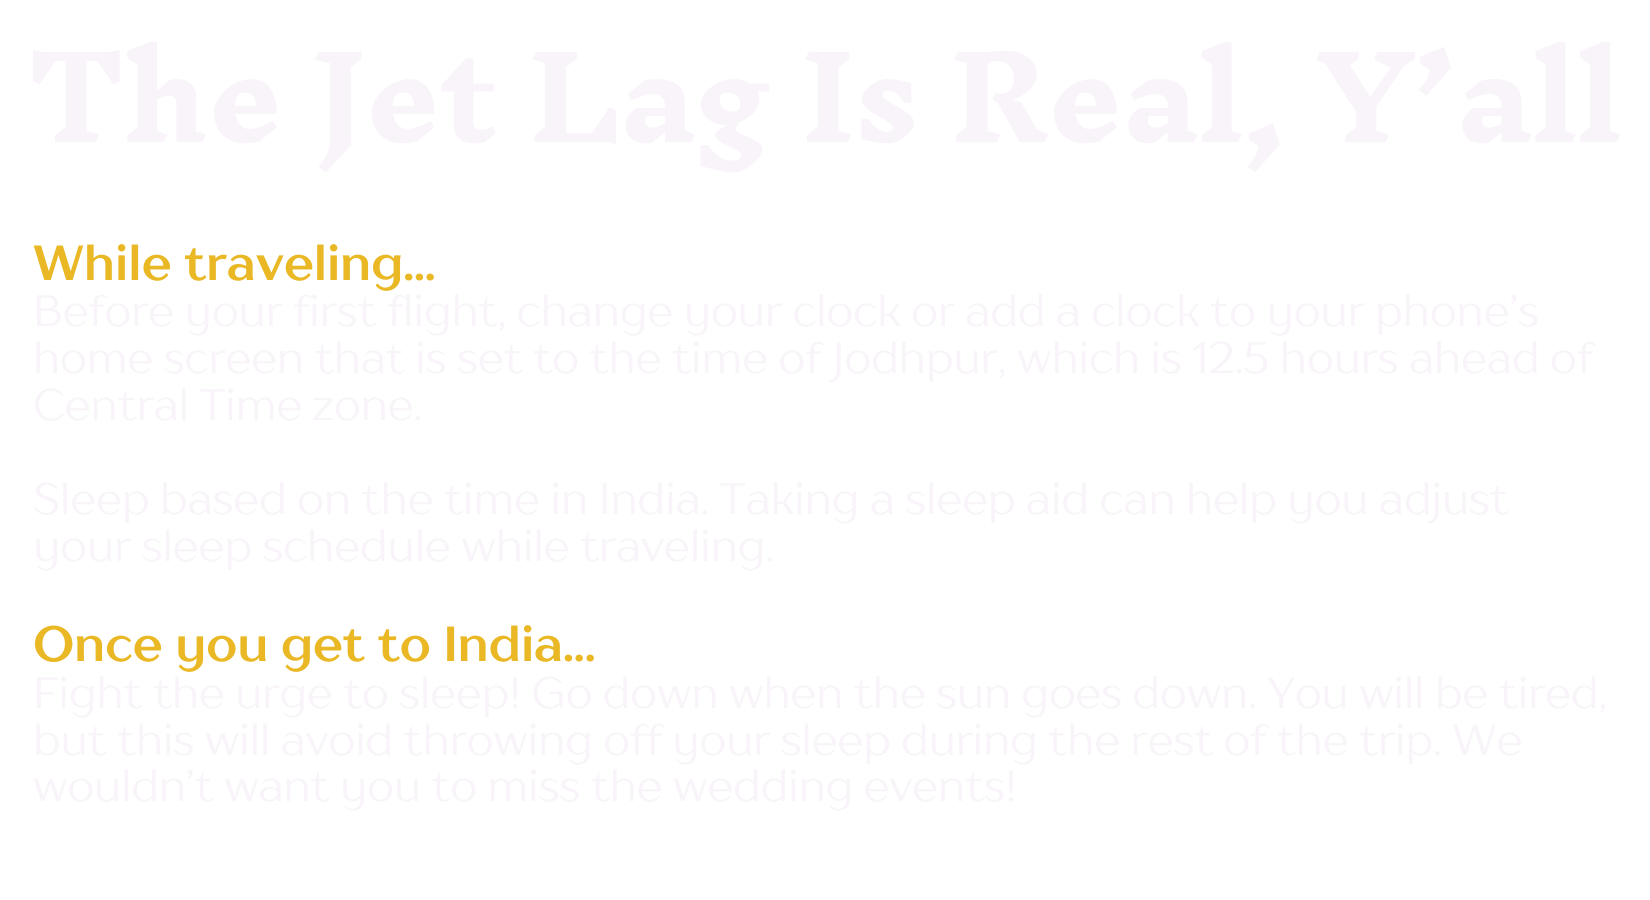 The Jet Lag Is Real, Y’all
While traveling...
Before your first flight, change your clock or add a clock to your phone’s
home screen that is set to the time of Jodhpur, which is 12.5 hours ahead of
Central Time zone.
Sleep based on the time in India. Taking a sleep aid can help you adjust
your sleep schedule while traveling.
Once you get to India...
Fight the urge to sleep! Go down when the sun goes down. You will be tired,
but this will avoid throwing off your sleep during the rest of the trip. We
wouldn’t want you to miss the wedding events!